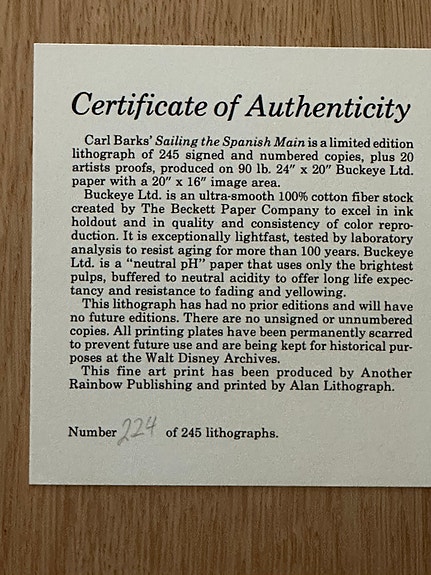 Certificate of Authenticity
Carl Barks' Sailing the Spanish Main is a limited edition
lithograph of 245 signed and numbered copies, plus 20
artists proofs, produced on 90 lb. 24″ x 20″ Buckeye Ltd.
paper with a 20″ x 16″ image area.
Buckeye Ltd. is an ultra-smooth 100% cotton fiber stock
created by The Beckett Paper Company to excel in ink
holdout and in quality and consistency of color repro-
duction. It is exceptionally lightfast, tested by laboratory
analysis to resist aging for more than 100 years. Buckeye
Ltd. is a “neutral pH” paper that uses only the brightest
pulps, buffered to neutral acidity to offer long life expec-
tancy and resistance to fading and yellowing.
This lithograph has had no prior editions and will have
no future editions. There are no unsigned or unnumbered
copies. All printing plates have been permanently scarred
to prevent future use and are being kept for historical pur-
poses at the Walt Disney Archives.
This fine art print has been produced by Another
Rainbow Publishing and printed by Alan Lithograph.
Number 224 of 245 lithographs.